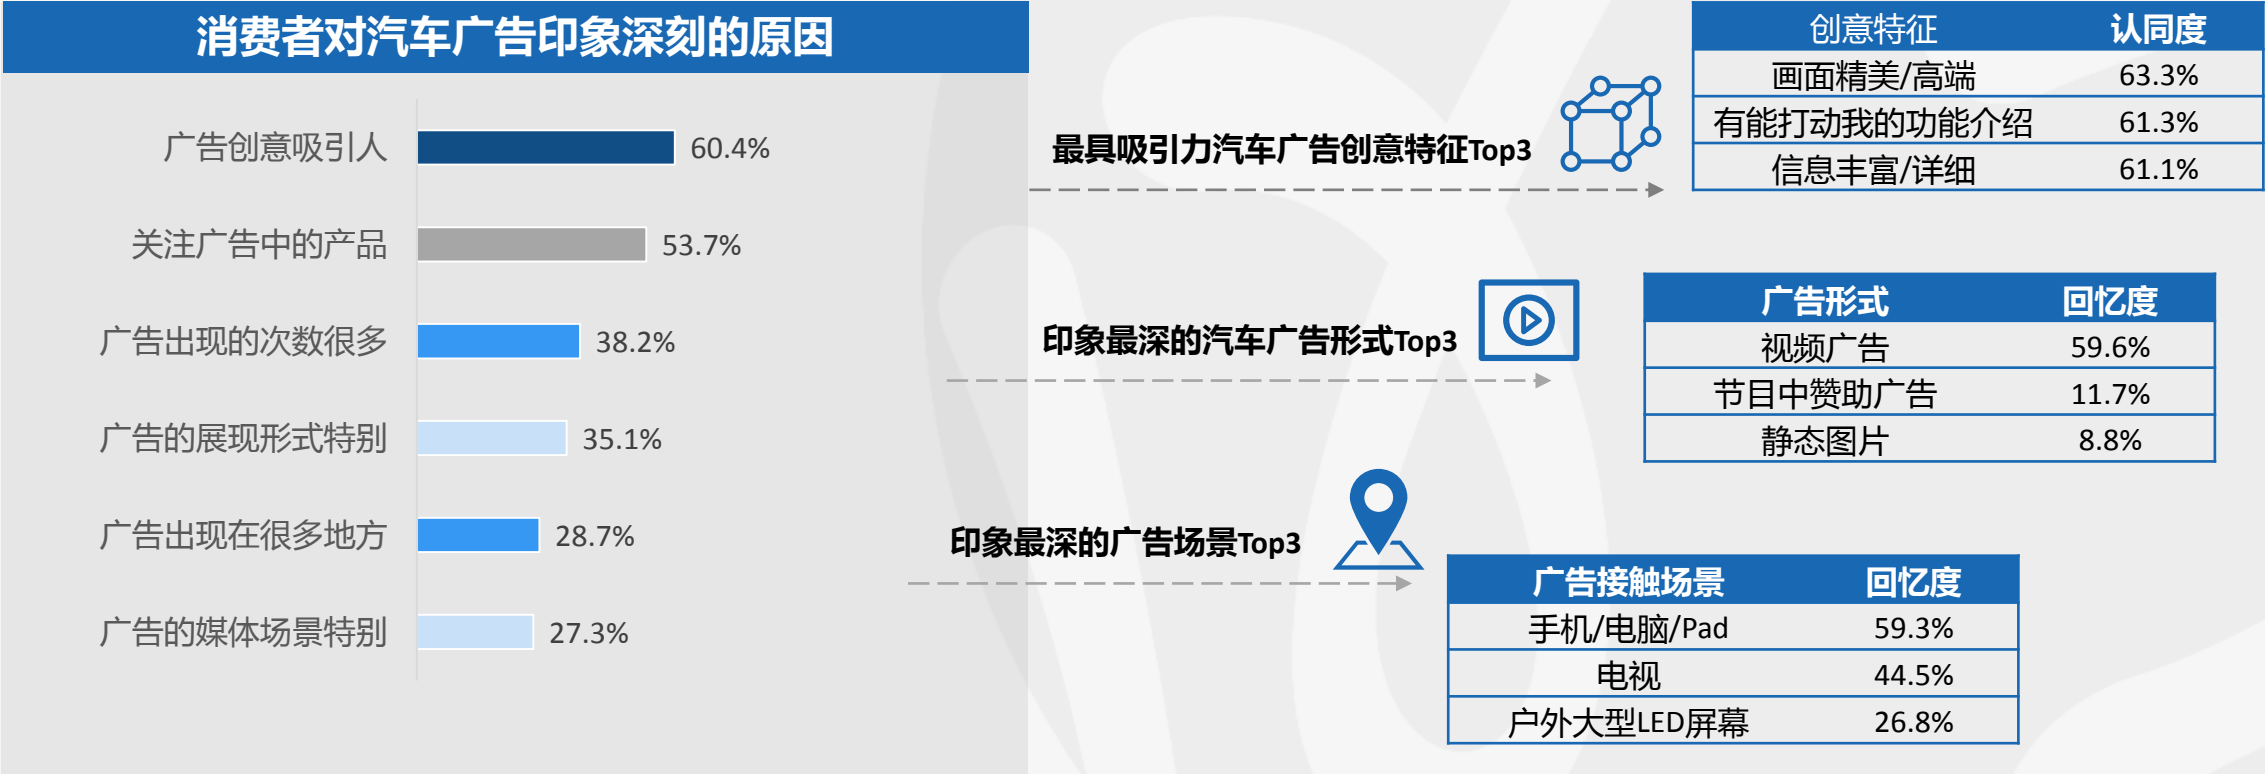 消费者对汽车广告印象深刻的原因
广告创意吸引人 60.4%
关注广告中的产品 53.7%
广告出现的次数很多 38.2%
广告的展现形式特别 35.1%
广告出现在很多地方 28.7%
广告的媒体场景特别 27.3%
最具吸引力汽车广告创意特征Top3
创意特征 认同度
画面精美/高端 63.3%
有能打动我的功能介绍 61.3%
信息丰富/详细 61.1%
印象最深的汽车广告形式Top3
广告形式 回忆度
视频广告 59.6%
节目中赞助广告 11.7%
静态图片 8.8%
印象最深的广告场景Top3
广告接触场景 回忆度
手机/电脑/Pad 59.3%
电视 44.5%
户外大型LED屏幕 26.8%